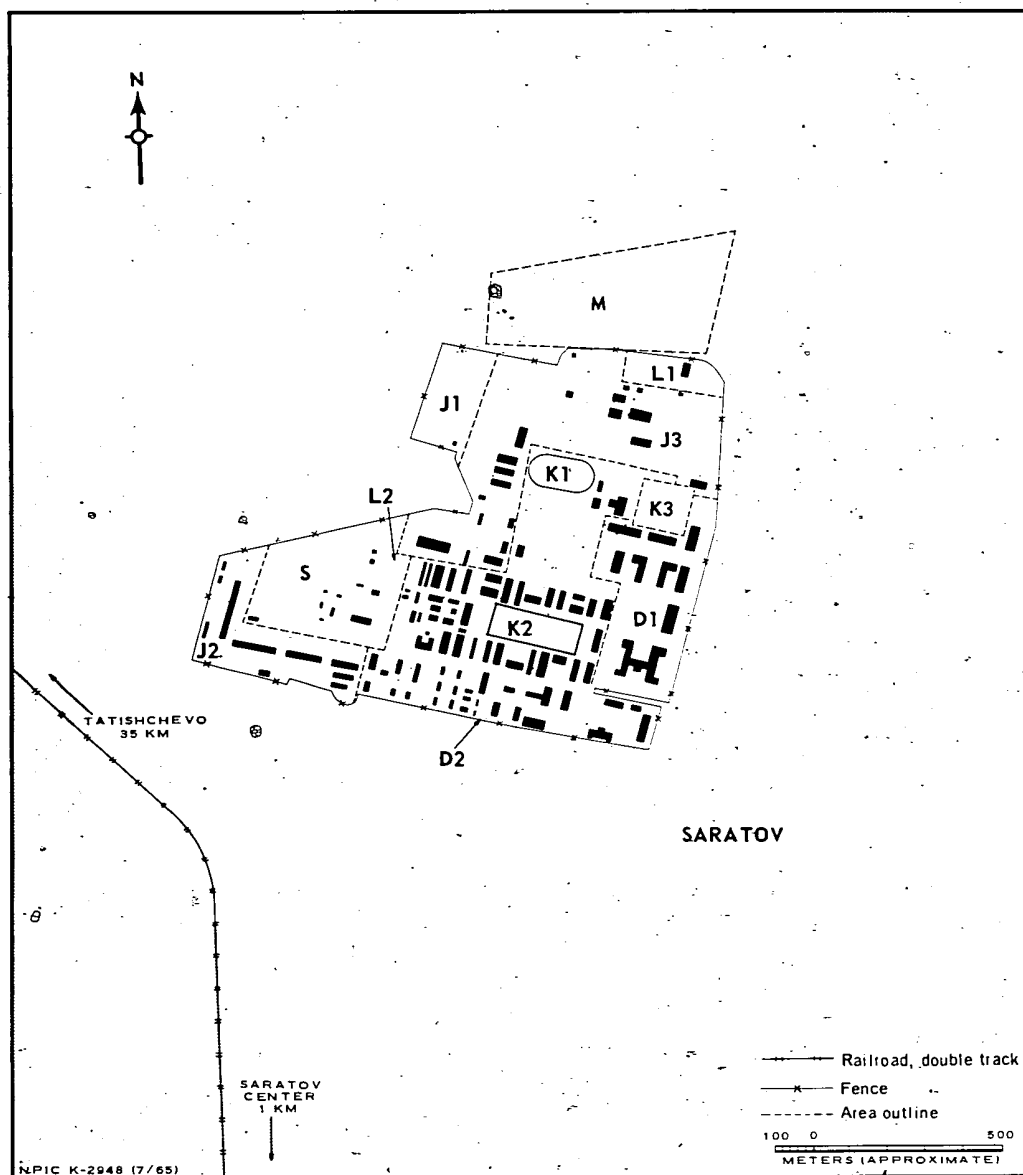 N
M
L1
J1
J3
K1
L2
K3
S
D1
K2
J2
TATISHCHEVO
35 KM
D2
SARATOV
Railroad, double track
SARATOV
CENTER
1 KM
Fence
Area outline
100 0 500
METERS (APPROXIMATE)
NPIC K-2948 (7/65)